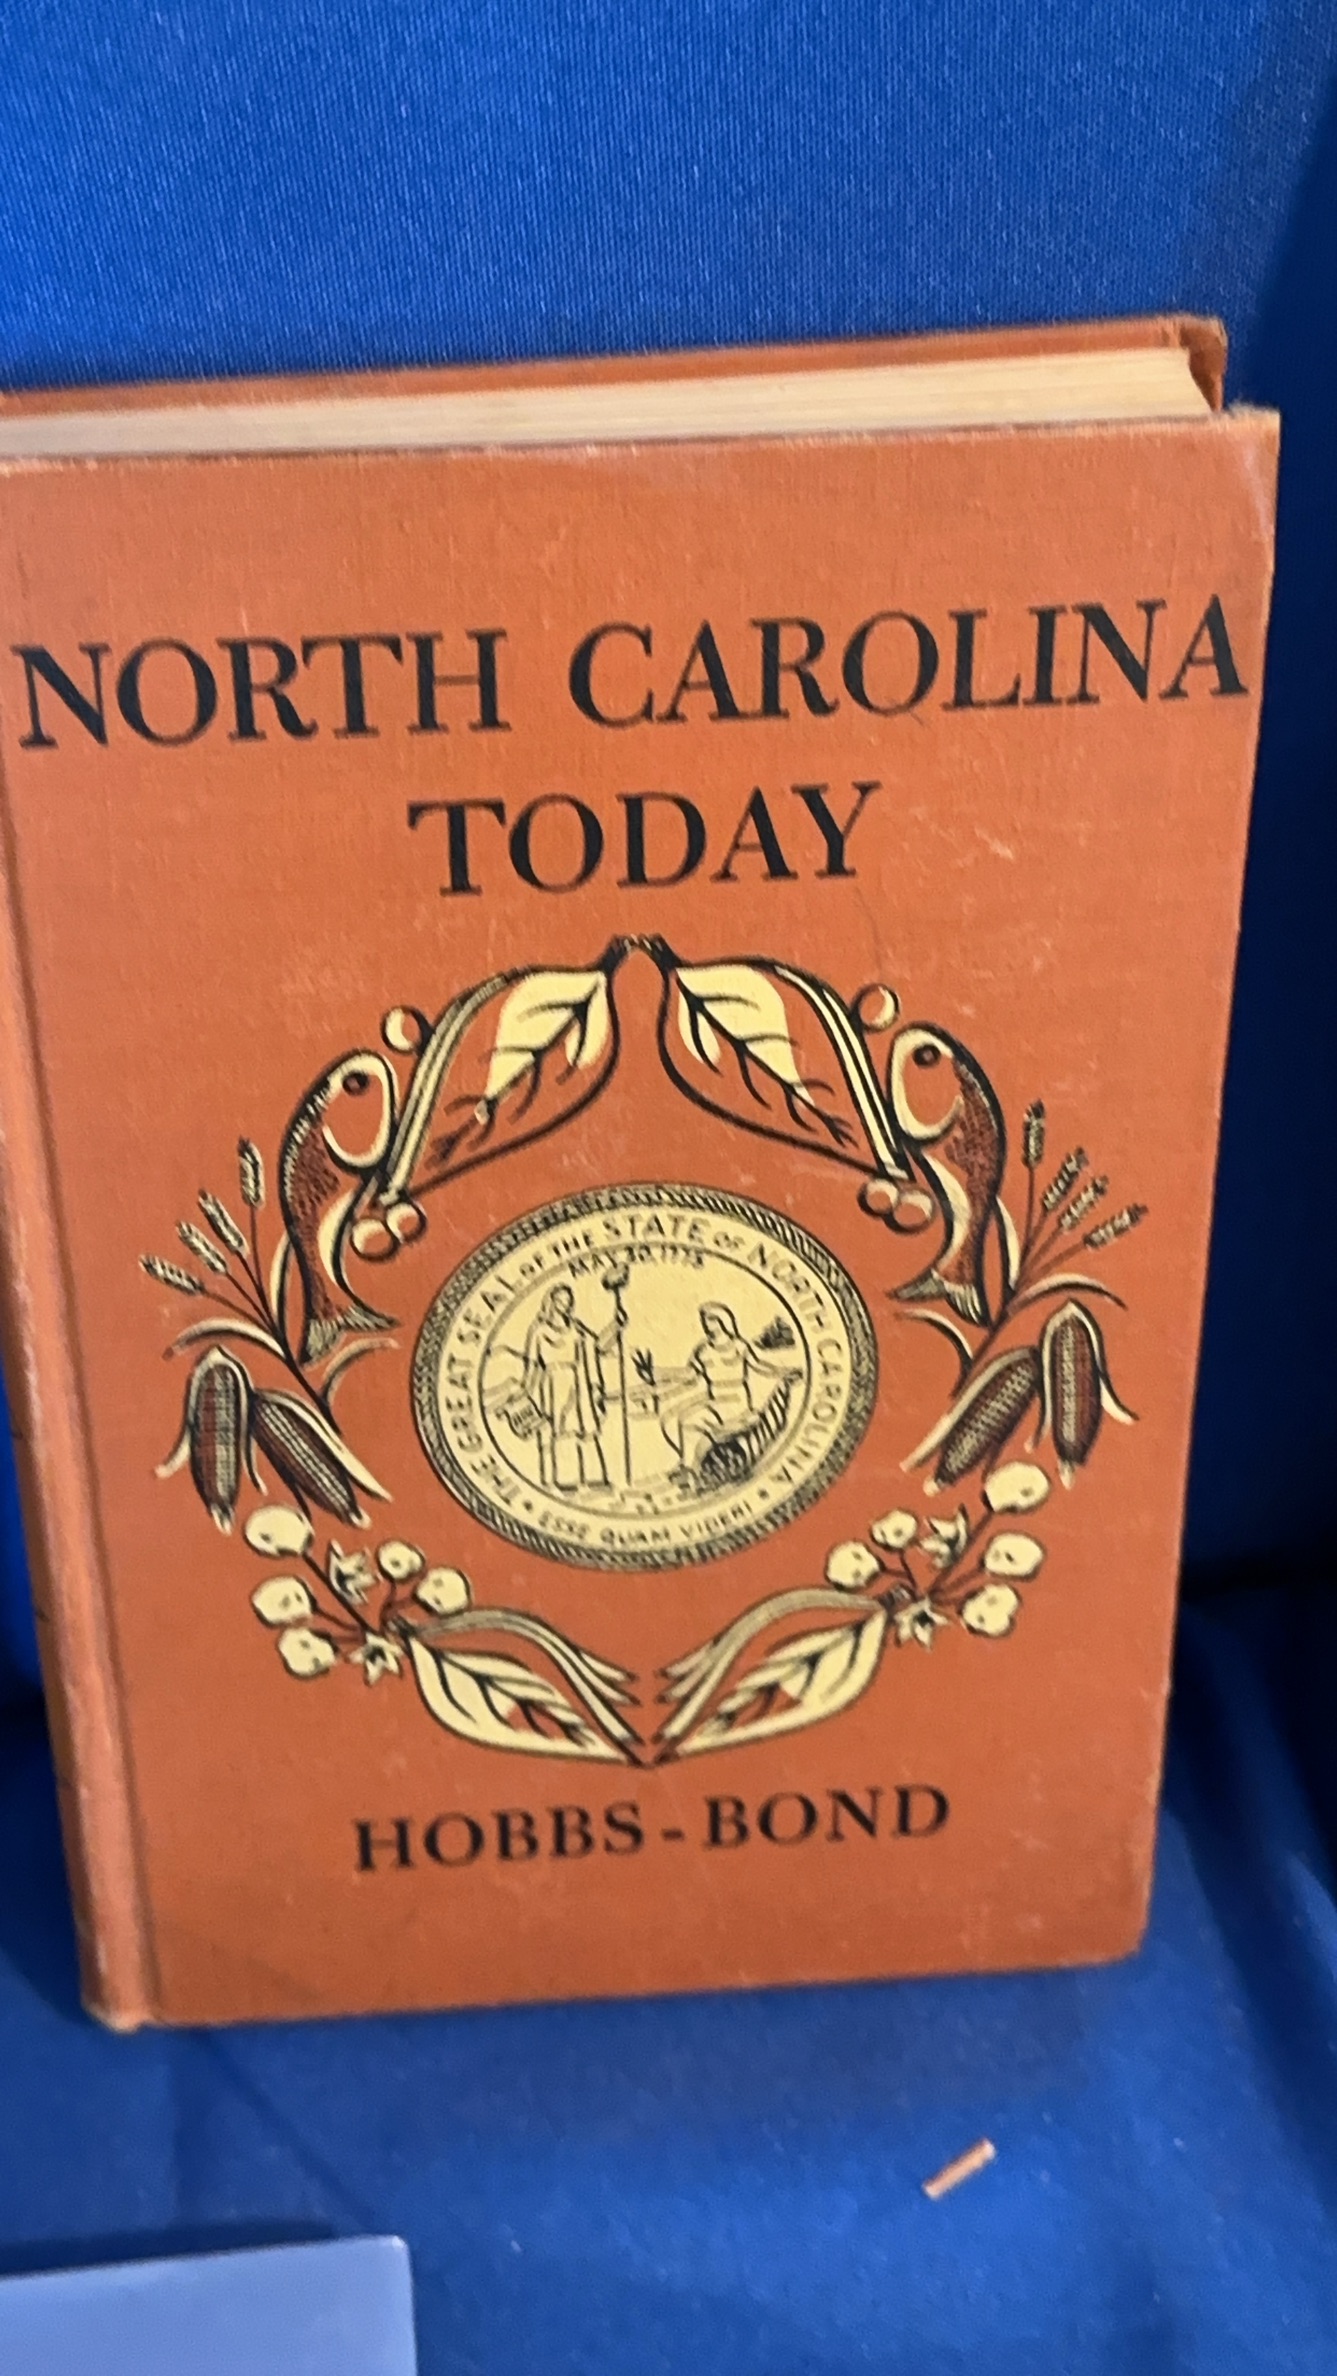 NORTH CAROLINA
TODAY
THE GREAT SEAL OF THE STATE OF NORTH CAROLINA
MAY 20, 1775
ESSE QUAM VIDERI
HOBBS-BOND